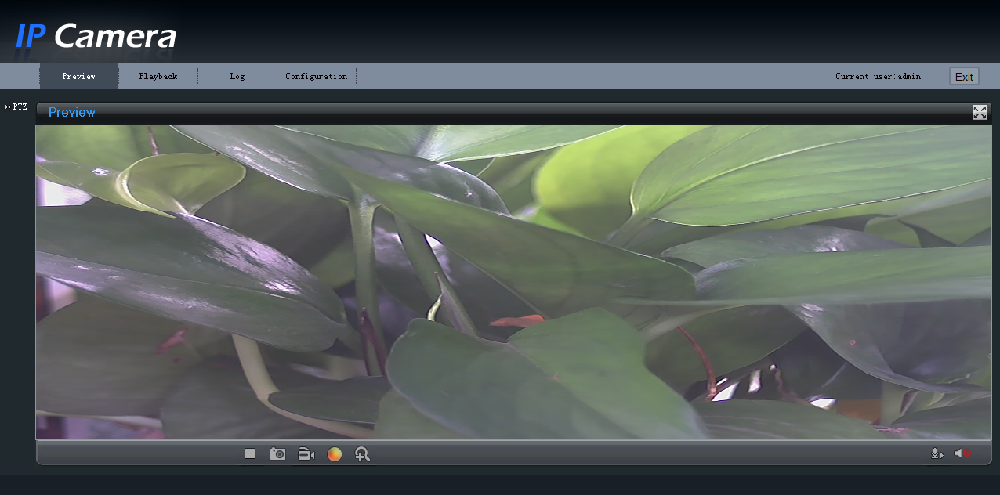 IP Camera
Preview Playback Log Configuration Current user:admin Exit
PTZ
Preview